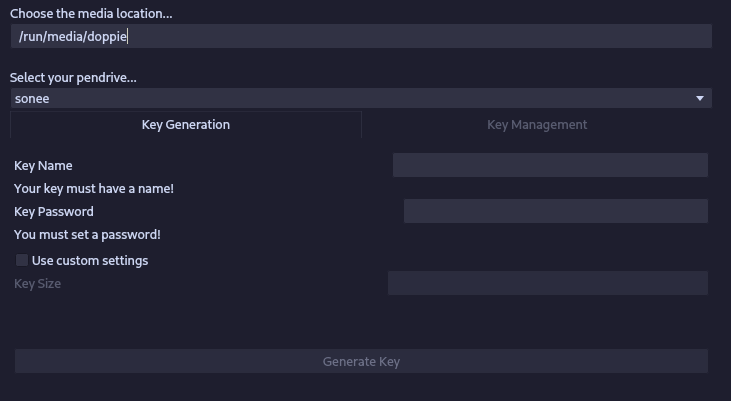 Choose the media location...
/run/media/doppie
Select your pendrive...
sonee
Key Generation
Key Management
Key Name
Your key must have a name!
Key Password
You must set a password!
Use custom settings
Key Size
Generate Key